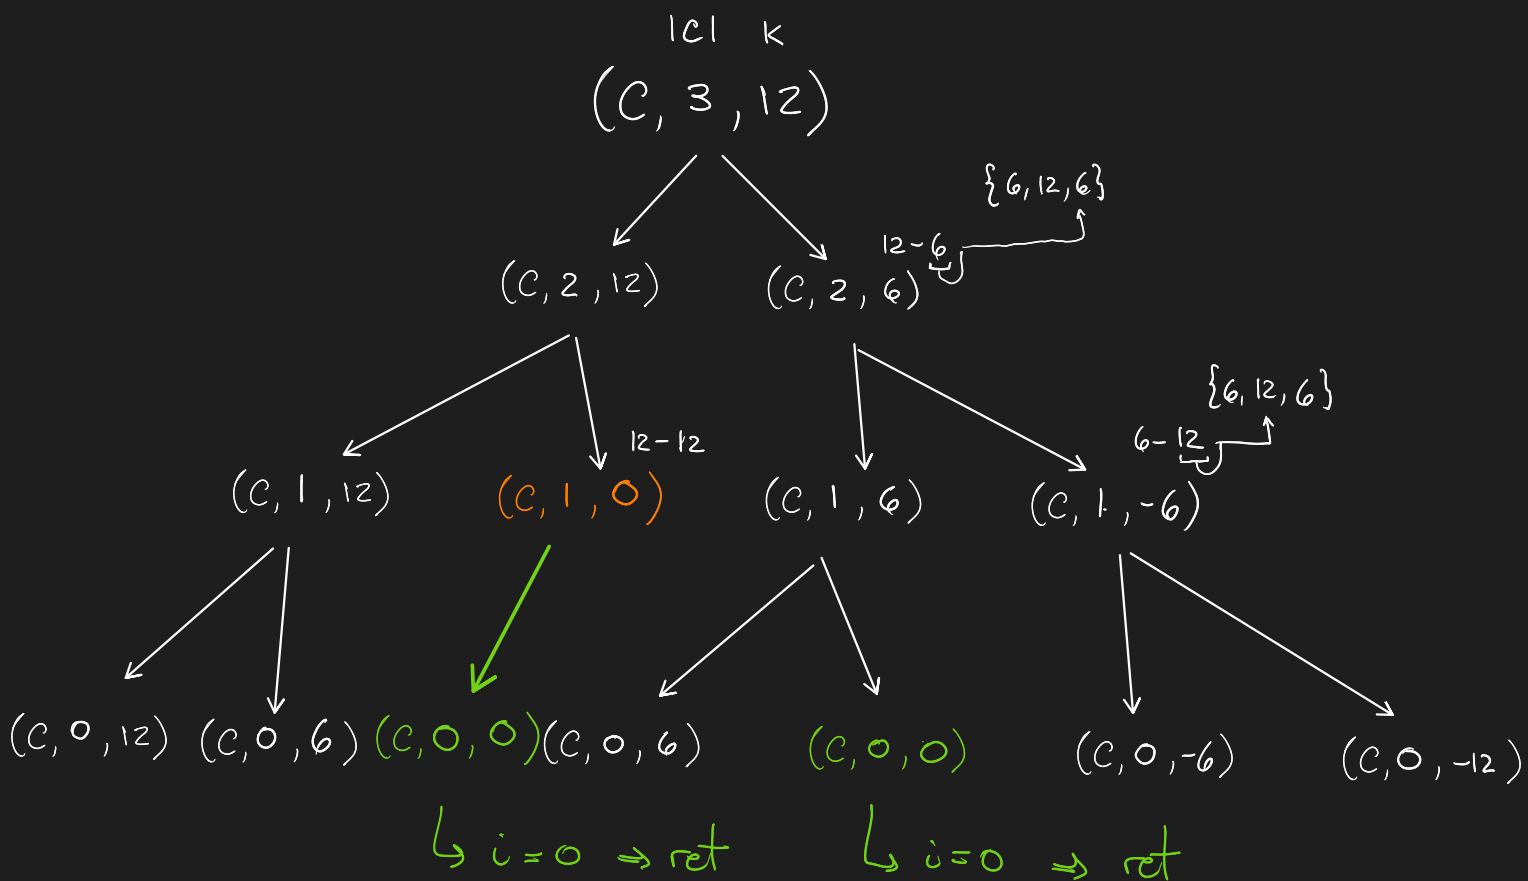 |C| K
(C, 3, 12)
{6, 12, 6}
12-6
(C, 2, 12) (C, 2, 6)
{6, 12, 6}
12-12 6-12
(C, 1, 12) (C, 1, 0) (C, 1, 6) (C, 1, -6)
(C, 0, 12) (C, 0, 6) (C, 0, 0) (C, 0, 6) (C, 0, 0) (C, 0, -6) (C, 0, -12)
↳ i=0 ⇒ ret ↳ i=0 ⇒ ret